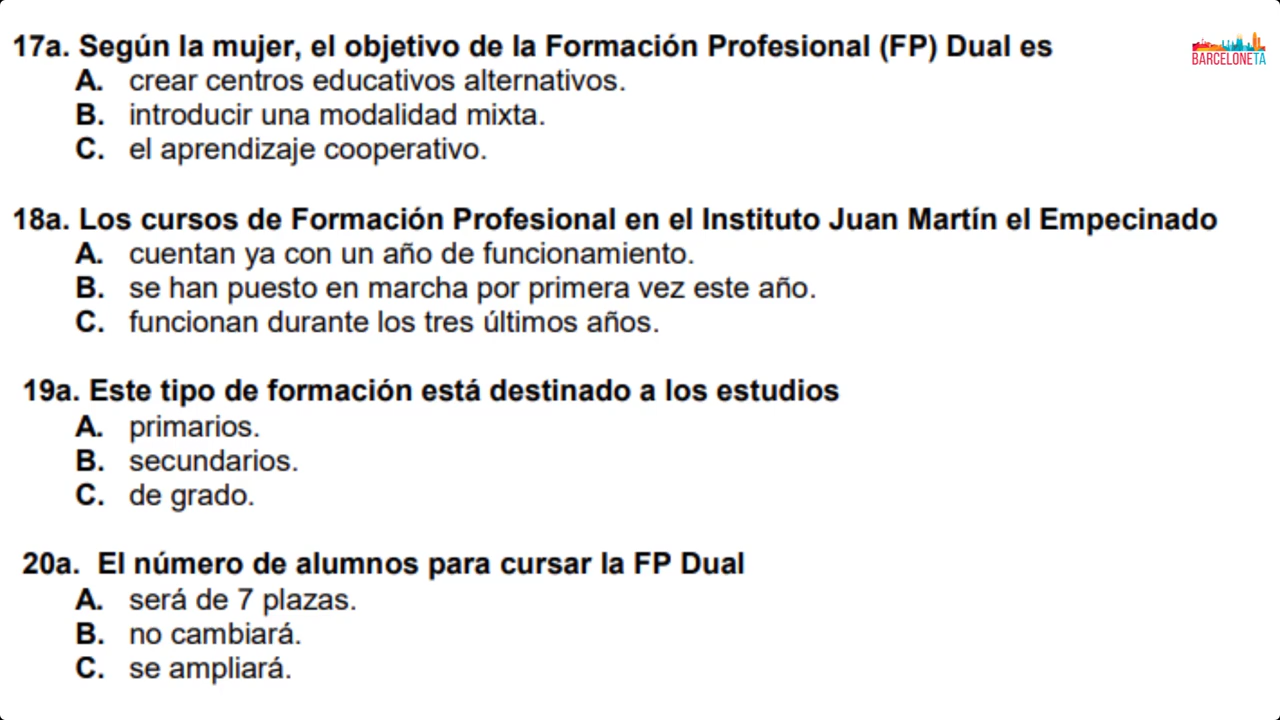 17a. Según la mujer, el objetivo de la Formación Profesional (FP) Dual es
A. crear centros educativos alternativos.
B. introducir una modalidad mixta.
C. el aprendizaje cooperativo.
BARCELONETA
18a. Los cursos de Formación Profesional en el Instituto Juan Martín el Empecinado
A. cuentan ya con un año de funcionamiento.
B. se han puesto en marcha por primera vez este año.
C. funcionan durante los tres últimos años.
19a. Este tipo de formación está destinado a los estudios
A. primarios.
B. secundarios.
C. de grado.
20a. El número de alumnos para cursar la FP Dual
A. será de 7 plazas.
B. no cambiará.
C. se ampliará.